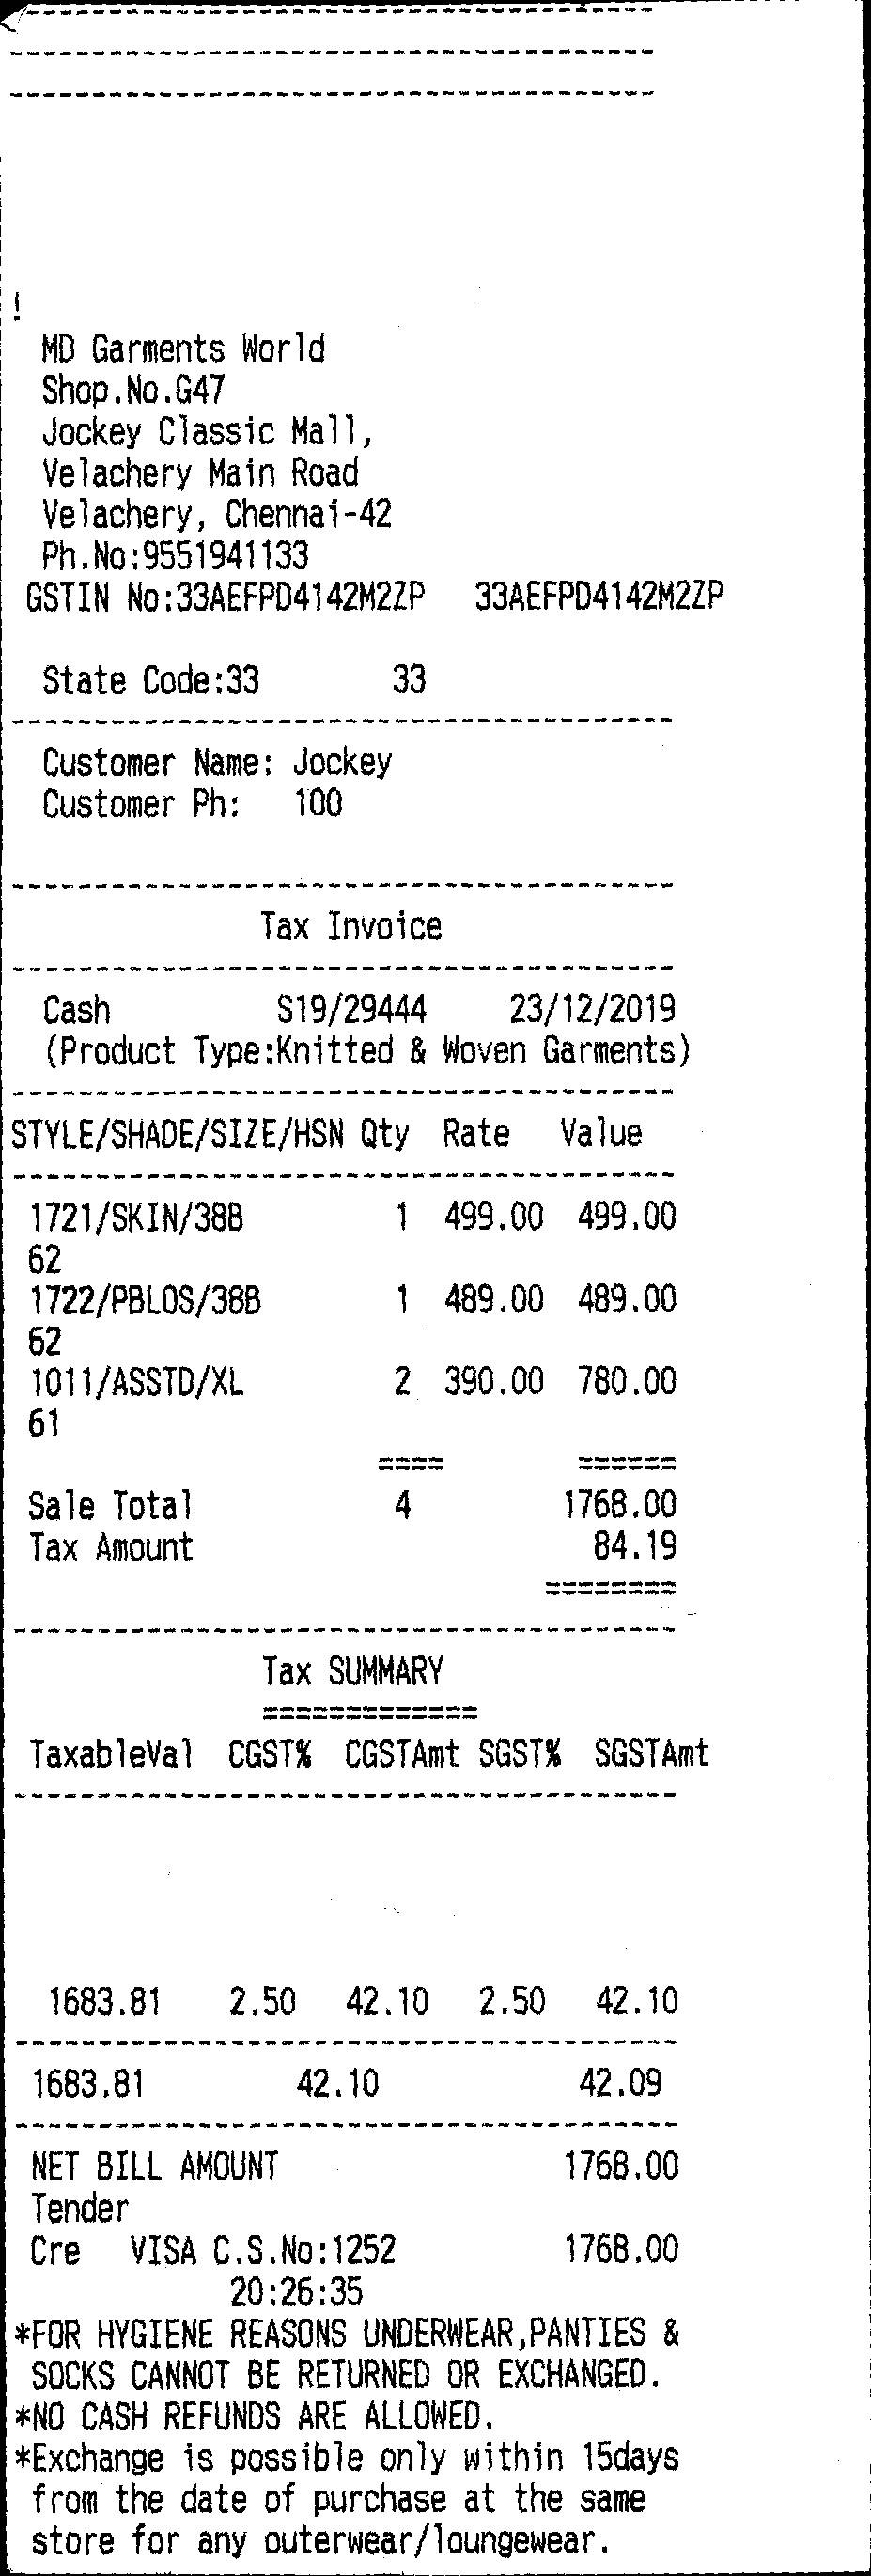 !
MD Garments World
Shop.No.G47
Jockey Classic Mall,
Velachery Main Road
Velachery, Chennai-42
Ph.No:9551941133
GSTIN No:33AEFPD4142M2ZP 33AEFPD4142M2ZP
State Code:33 33
Customer Name: Jockey
Customer Ph: 100
Tax Invoice
Cash S19/29444 23/12/2019
(Product Type:Knitted & Woven Garments)
STYLE/SHADE/SIZE/HSN Qty Rate Value
1721/SKIN/38B 1 499.00 499.00
62
1722/PBLOS/38B 1 489.00 489.00
62
1011/ASSTD/XL 2 390.00 780.00
61
==== ======
Sale Total 4 1768.00
Tax Amount 84.19
========
Tax SUMMARY
=============
TaxableVal CGST% CGSTAmt SGST% SGSTAmt
1683.81 2.50 42.10 2.50 42.10
1683.81 42.10 42.09
NET BILL AMOUNT 1768.00
Tender
Cre VISA C.S.No:1252 1768.00
20:26:35
*FOR HYGIENE REASONS UNDERWEAR,PANTIES &
SOCKS CANNOT BE RETURNED OR EXCHANGED.
*NO CASH REFUNDS ARE ALLOWED.
*Exchange is possible only within 15days
from the date of purchase at the same
store for any outerwear/loungewear.